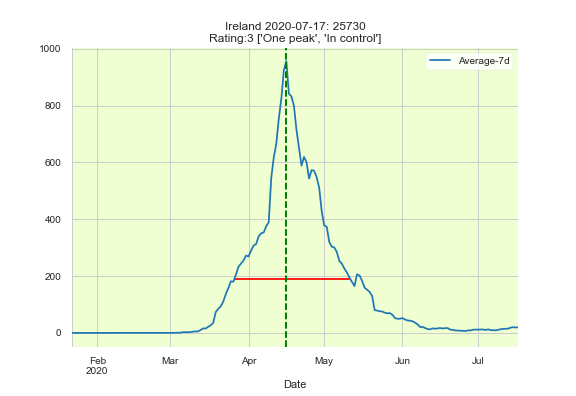 Ireland 2020-07-17: 25730
Rating:3 ['One peak', 'In control']
Average-7d
1000
800
600
400
200
0
Feb
2020
Mar
Apr
May
Jun
Jul
Date